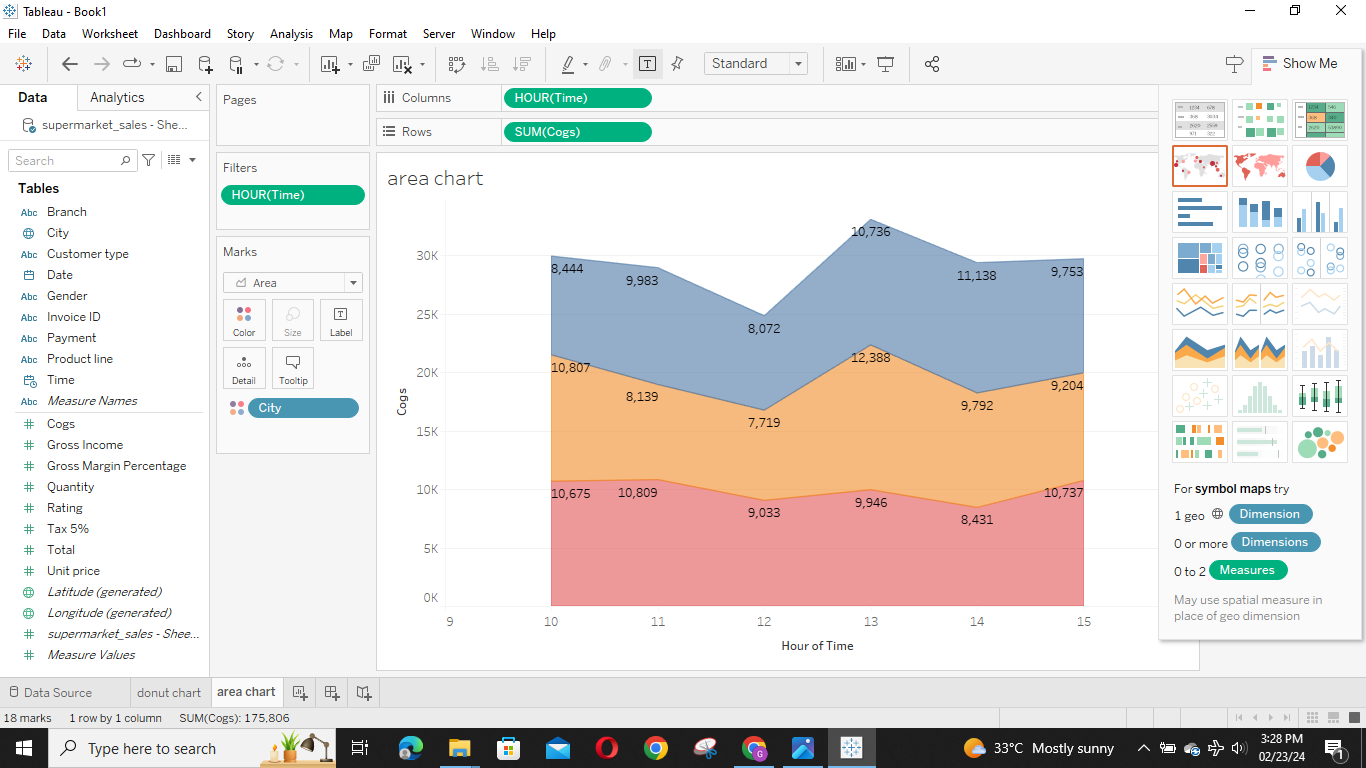 Tableau - Book1
File Data Worksheet Dashboard Story Analysis Map Format Server Window Help
Standard
Show Me
Data Analytics
supermarket_sales - She...
Search
Tables
Abc Branch
City
Abc Customer type
Date
Abc Gender
Abc Invoice ID
Abc Payment
Abc Product line
Time
Abc Measure Names
# Cogs
# Gross Income
# Gross Margin Percentage
# Quantity
# Rating
# Tax 5%
# Total
# Unit price
Latitude (generated)
Longitude (generated)
# supermarket_sales - Shee...
# Measure Values
Pages
Filters
HOUR(Time)
Marks
Area
Color Size Label
Detail Tooltip
City
Columns HOUR(Time)
Rows SUM(Cogs)
area chart
30K
25K
20K
15K
10K
5K
0K
Cogs
8,444 9,983 8,072 10,736 11,138 9,753
10,807 8,139 7,719 12,388 9,792 9,204
10,675 10,809 9,033 9,946 8,431 10,737
9 10 11 12 13 14 15
Hour of Time
For symbol maps try
1 geo Dimension
0 or more Dimensions
0 to 2 Measures
May use spatial measure in
place of geo dimension
Data Source donut chart area chart
18 marks 1 row by 1 column SUM(Cogs): 175,806
Type here to search
33°C Mostly sunny
3:28 PM
02/23/24
1